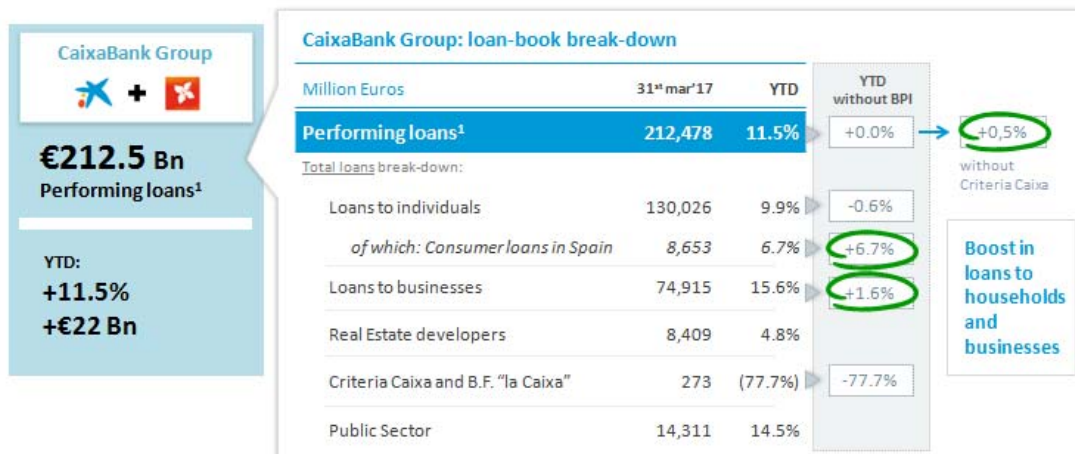 CaixaBank Group
+
€212.5 Bn
Performing loans¹
YTD:
+11.5%
+€22 Bn
CaixaBank Group: loan-book break-down
Million Euros 31st mar'17 YTD YTD without BPI
Performing loans¹ 212,478 11.5% +0.0% +0,5%
without
Criteria Caixa
Total loans break-down:
Loans to individuals 130,026 9.9% -0.6%
of which: Consumer loans in Spain 8,653 6.7% +6.7%
Loans to businesses 74,915 15.6% +1.6%
Real Estate developers 8,409 4.8%
Criteria Caixa and B.F. "la Caixa" 273 (77.7%) -77.7%
Public Sector 14,311 14.5%
Boost in
loans to
households
and
businesses